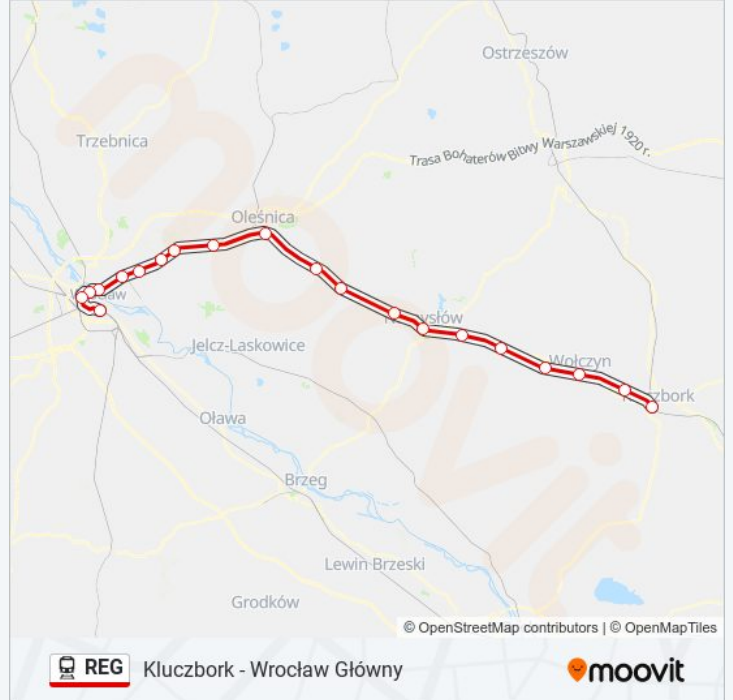 Ostrzeszów
Trasa Bohaterów Bitwy Warszawskiej 1920 r.
Trzebnica
Oleśnica
Jelcz-Laskowice
Wołczyn
Oława
Brzeg
Lewin Brzeski
Grodków
© OpenStreetMap contributors | © OpenMapTiles
REG Kluczbork - Wrocław Główny
moovit
moovit